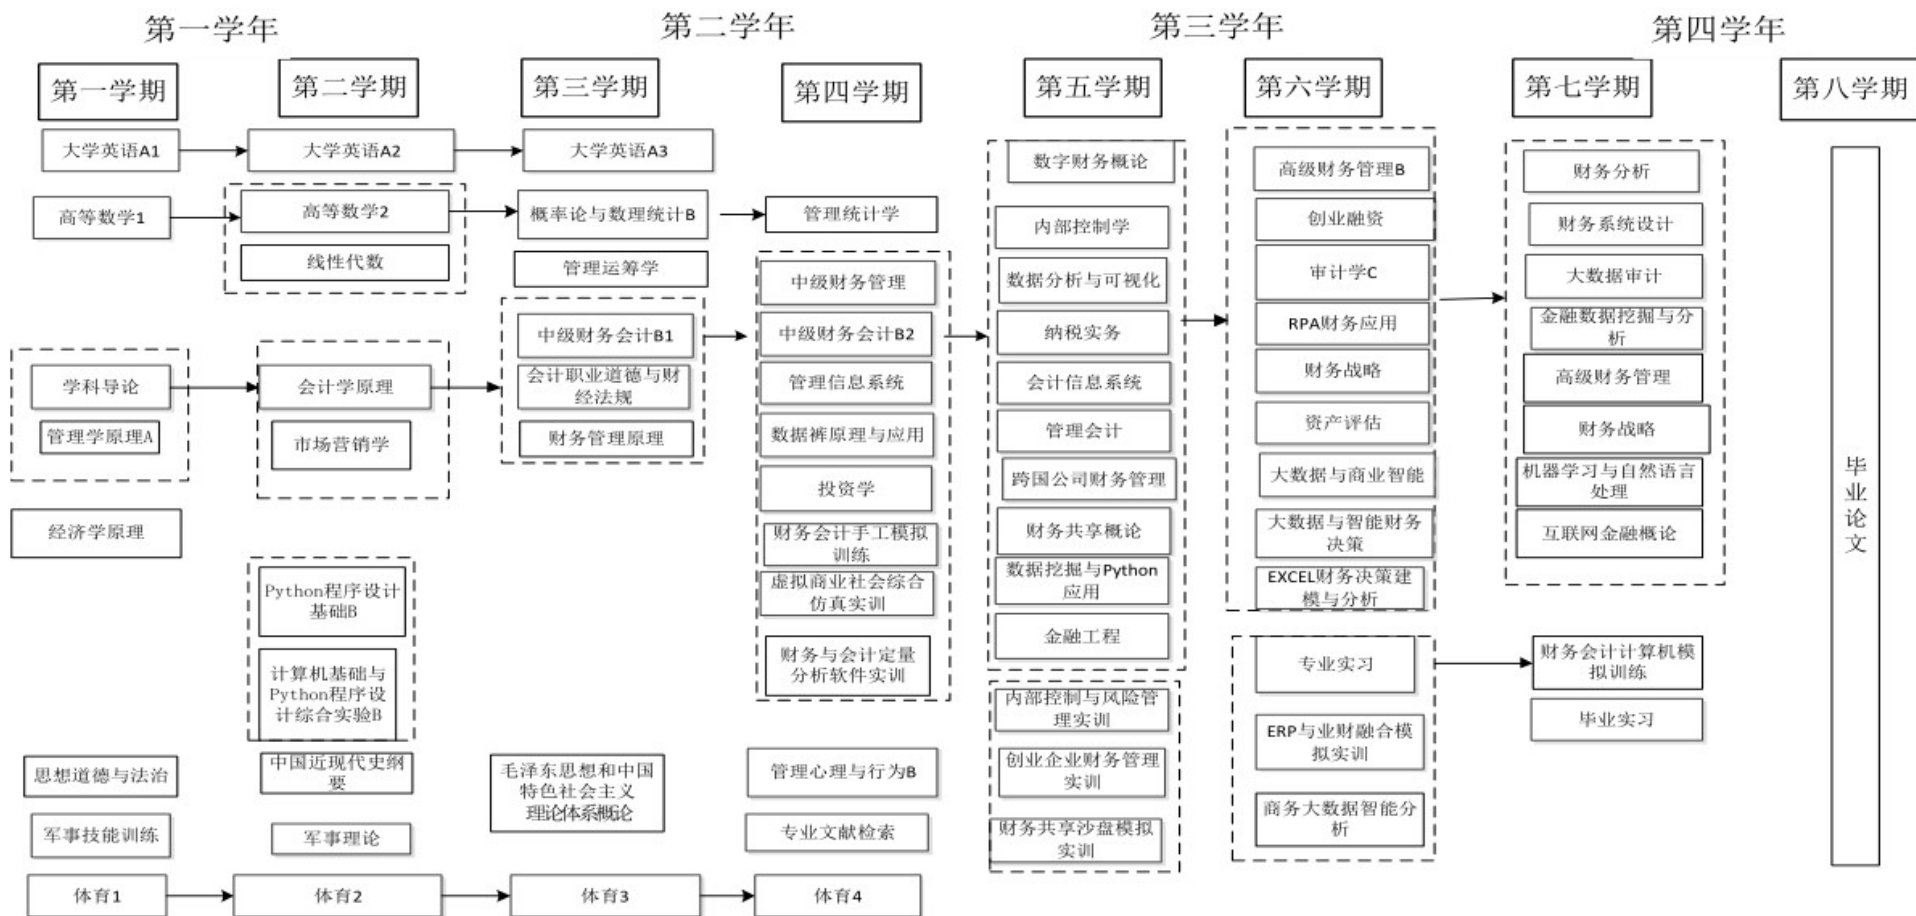 第一学年
第二学年
第三学年
第四学年
第一学期
第二学期
第三学期
第四学期
第五学期
第六学期
第七学期
第八学期
大学英语A1
高等数学1
学科导论
管理学原理A
经济学原理
思想道德与法治
军事技能训练
体育1
大学英语A2
高等数学2
线性代数
会计学原理
市场营销学
Python程序设计
基础B
计算机基础与
Python程序设
计综合实验B
中国近现代史纲
要
军事理论
体育2
大学英语A3
概率论与数理统计B
管理运筹学
中级财务会计B1
会计职业道德与财
经法规
财务管理原理
毛泽东思想和中国
特色社会主义
理论体系概论
体育3
管理统计学
中级财务管理
中级财务会计B2
管理信息系统
数据裤原理与应用
投资学
财务会计手工模拟
训练
虚拟商业社会综合
仿真实训
财务与会计定量
分析软件实训
管理心理与行为B
专业文献检索
体育4
数字财务概论
内部控制学
数据分析与可视化
纳税实务
会计信息系统
管理会计
跨国公司财务管理
财务共享概论
数据挖掘与Python
应用
金融工程
内部控制与风险管
理实训
创业企业财务管理
实训
财务共享沙盘模拟
实训
高级财务管理B
创业融资
审计学C
RPA财务应用
财务战略
资产评估
大数据与商业智能
大数据与智能财务
决策
EXCEL财务决策建
模与分析
专业实习
ERP与业财融合模
拟实训
商务大数据智能分
析
财务分析
财务系统设计
大数据审计
金融数据挖掘与分
析
高级财务管理
财务战略
机器学习与自然语言
处理
互联网金融概论
财务会计计算机模
拟训练
毕业实习
毕业论文